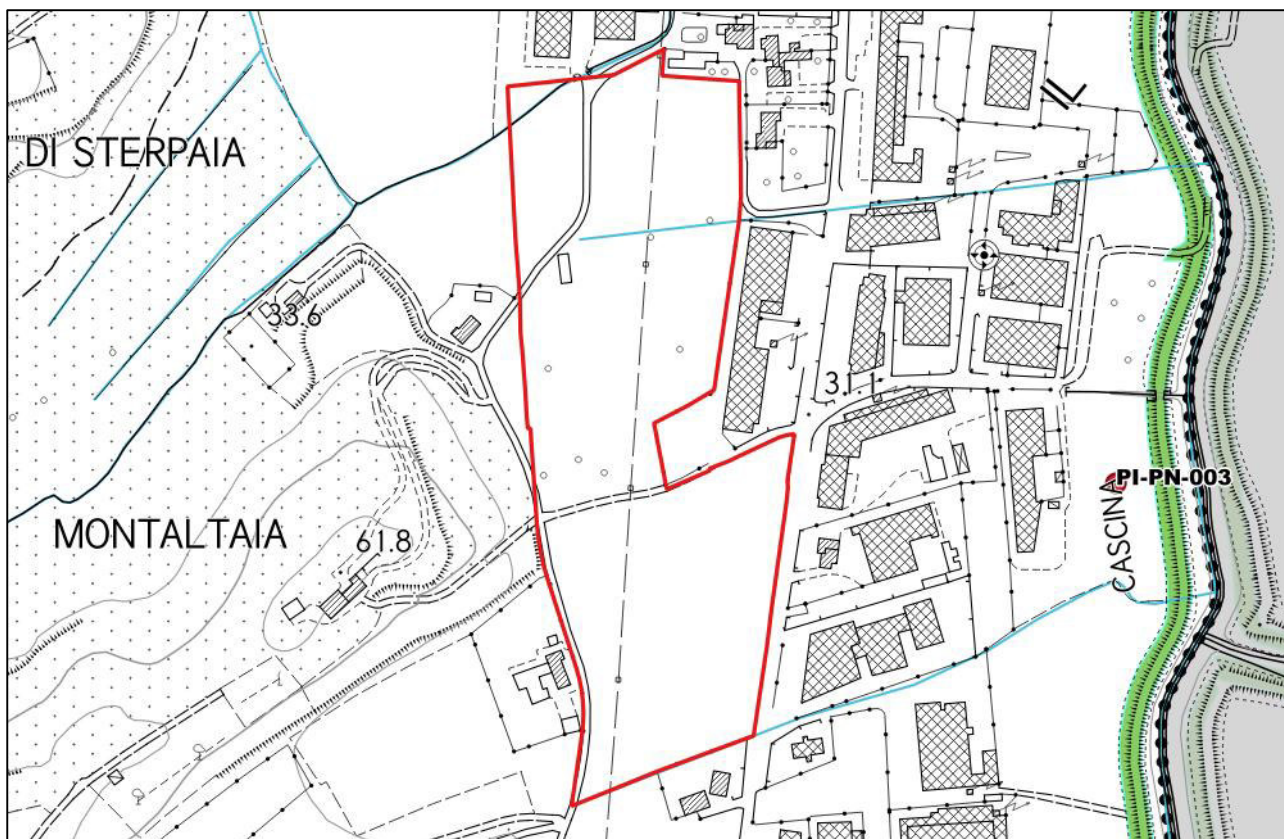 IL
DI STERPAIA
33.6
31.1
PI-PN-003
CASCINA
MONTALTAIA
61.8